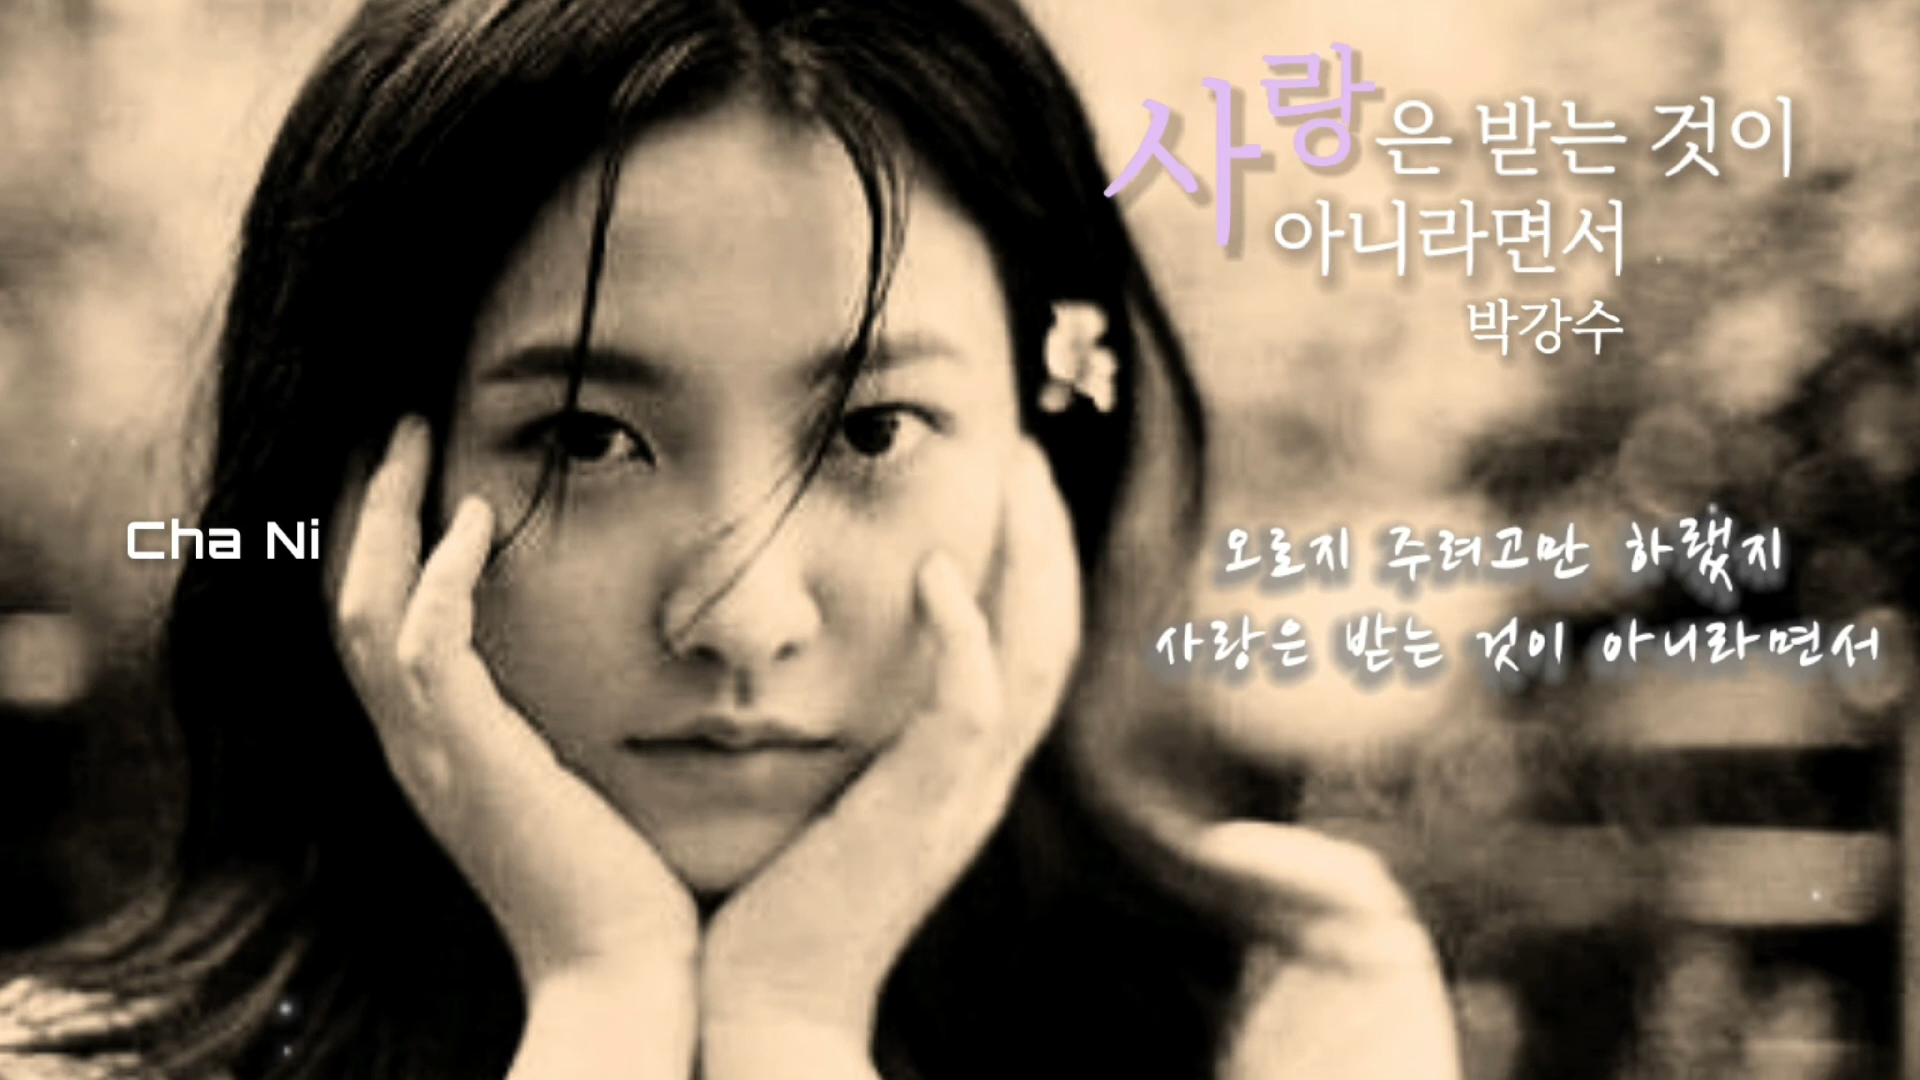 사랑은 받는 것이
아니라면서
박강수
Cha Ni
오로지 주려고만 하랬지
사랑은 받는 것이 아니라면서